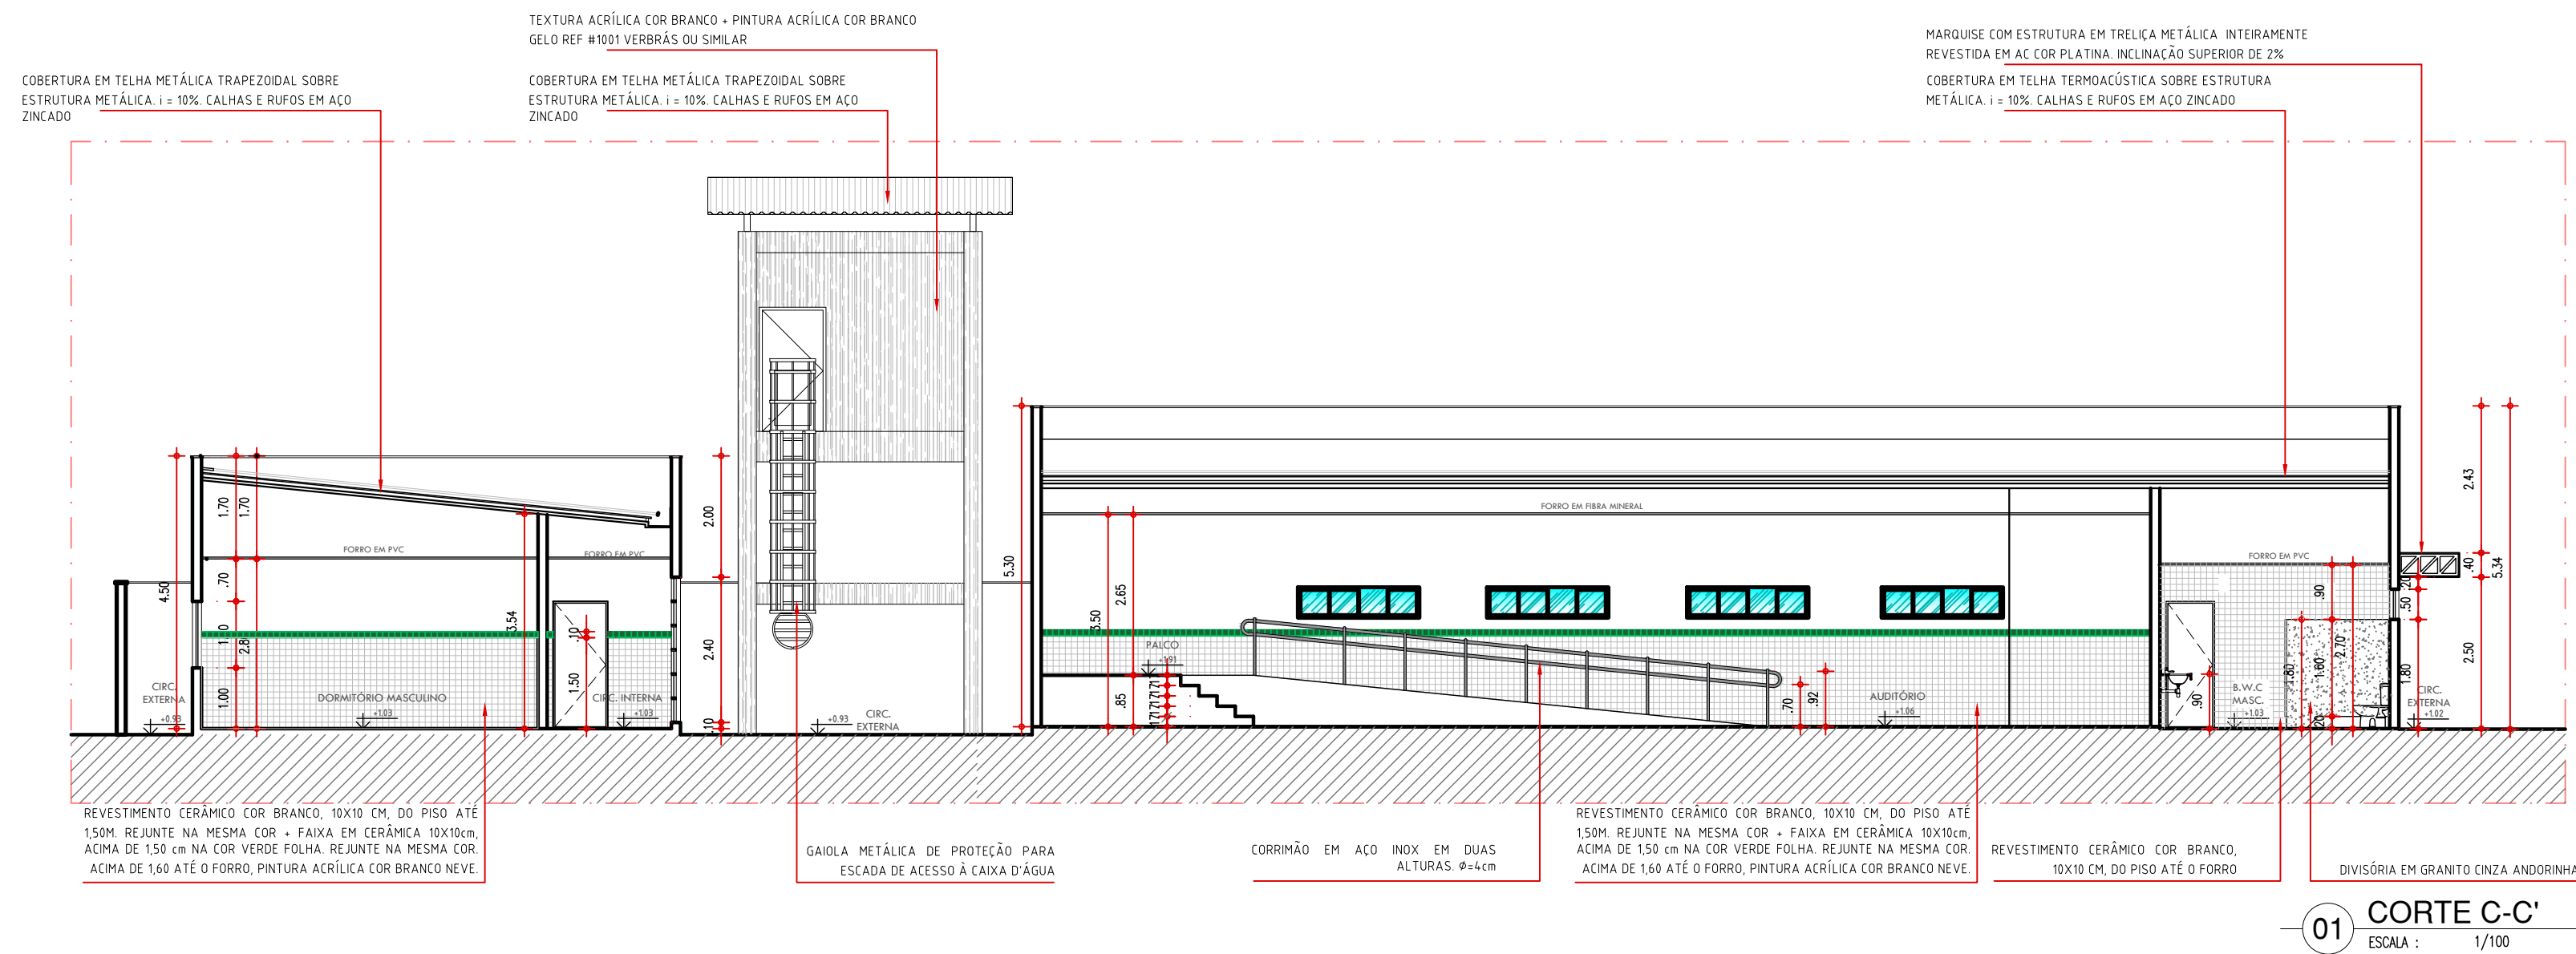 TEXTURA ACRÍLICA COR BRANCO + PINTURA ACRÍLICA COR BRANCO
GELO REF #1001 VERBRÁS OU SIMILAR
MARQUISE COM ESTRUTURA EM TRELIÇA METÁLICA INTEIRAMENTE
REVESTIDA EM AC COR PLATINA. INCLINAÇÃO SUPERIOR DE 2%
COBERTURA EM TELHA METÁLICA TRAPEZOIDAL SOBRE
ESTRUTURA METÁLICA. i = 10%. CALHAS E RUFOS EM AÇO
ZINCADO
COBERTURA EM TELHA METÁLICA TRAPEZOIDAL SOBRE
ESTRUTURA METÁLICA. i = 10%. CALHAS E RUFOS EM AÇO
ZINCADO
COBERTURA EM TELHA TERMOACÚSTICA SOBRE ESTRUTURA
METÁLICA. i = 10%. CALHAS E RUFOS EM AÇO ZINCADO
4.50
1.70
1.70
.70
1.00
FORRO EM PVC
FORRO EM PVC
3.54
.10
1.50
CIRC.
EXTERNA
+0.93
DORMITÓRIO MASCULINO
+1.03
CIRC. INTERNA
+1.03
2.00
2.40
.10
+0.93
CIRC.
EXTERNA
5.30
3.50
2.65
.85
FORRO EM FIBRA MINERAL
PALCO
+1.91
.70
.92
AUDITÓRIO
+1.06
FORRO EM PVC
.90
B.W.C
MASC.
+1.03
.90
1.80
2.70
.20
.20
.50
1.80
CIRC.
EXTERNA
+1.02
2.43
.40
2.50
5.34
REVESTIMENTO CERÂMICO COR BRANCO, 10X10 CM, DO PISO ATÉ
1,50M. REJUNTE NA MESMA COR + FAIXA EM CERÂMICA 10X10cm,
ACIMA DE 1,50 cm NA COR VERDE FOLHA. REJUNTE NA MESMA COR.
ACIMA DE 1,60 ATÉ O FORRO, PINTURA ACRÍLICA COR BRANCO NEVE.
GAIOLA METÁLICA DE PROTEÇÃO PARA
ESCADA DE ACESSO À CAIXA D'ÁGUA
CORRIMÃO EM AÇO INOX EM DUAS
ALTURAS. Ø=4cm
REVESTIMENTO CERÂMICO COR BRANCO, 10X10 CM, DO PISO ATÉ
1,50M. REJUNTE NA MESMA COR + FAIXA EM CERÂMICA 10X10cm,
ACIMA DE 1,50 cm NA COR VERDE FOLHA. REJUNTE NA MESMA COR.
ACIMA DE 1,60 ATÉ O FORRO, PINTURA ACRÍLICA COR BRANCO NEVE.
REVESTIMENTO CERÂMICO COR BRANCO,
10X10 CM, DO PISO ATÉ O FORRO
DIVISÓRIA EM GRANITO CINZA ANDORINHA
01
CORTE C-C'
ESCALA : 1/100